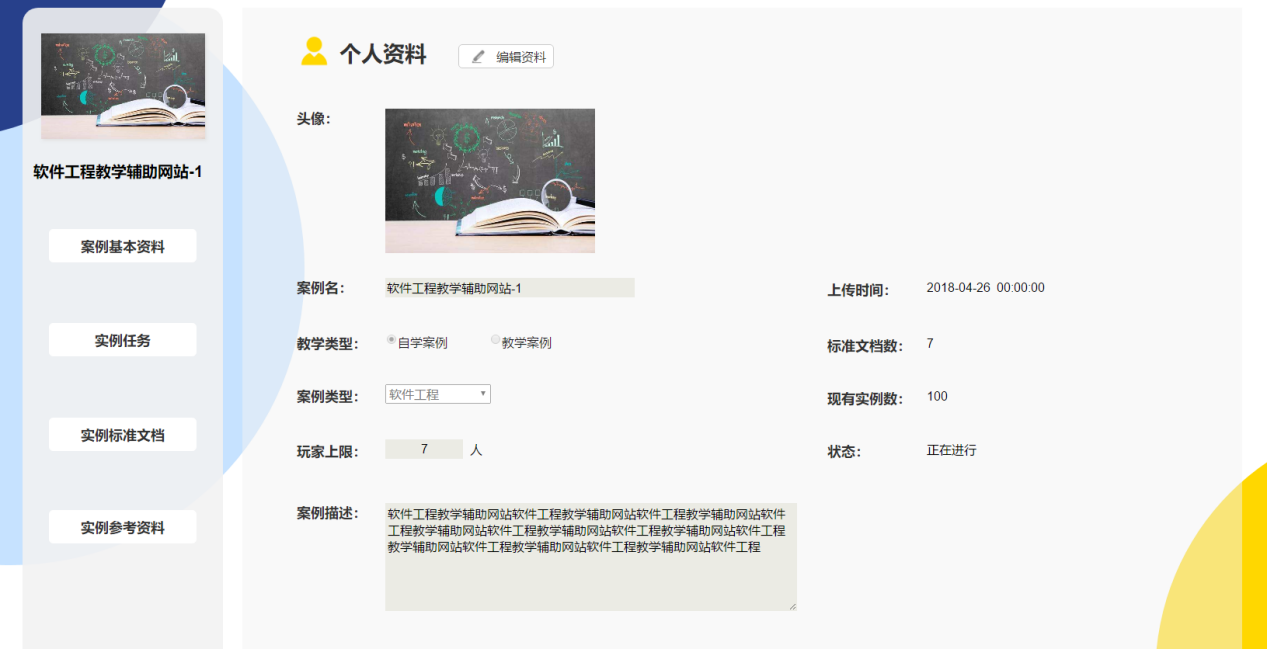 软件工程教学辅助网站-1
案例基本资料
实例任务
实例标准文档
实例参考资料
个人资料
编辑资料
头像：
案例名： 软件工程教学辅助网站-1
上传时间： 2018-04-26 00:00:00
教学类型： 自学案例 教学案例
标准文档数： 7
案例类型： 软件工程
现有实例数： 100
玩家上限： 7 人
状态： 正在进行
案例描述： 软件工程教学辅助网站软件工程教学辅助网站软件工程教学辅助网站软件
工程教学辅助网站软件工程教学辅助网站软件工程教学辅助网站软件工程
教学辅助网站软件工程教学辅助网站软件工程教学辅助网站软件工程